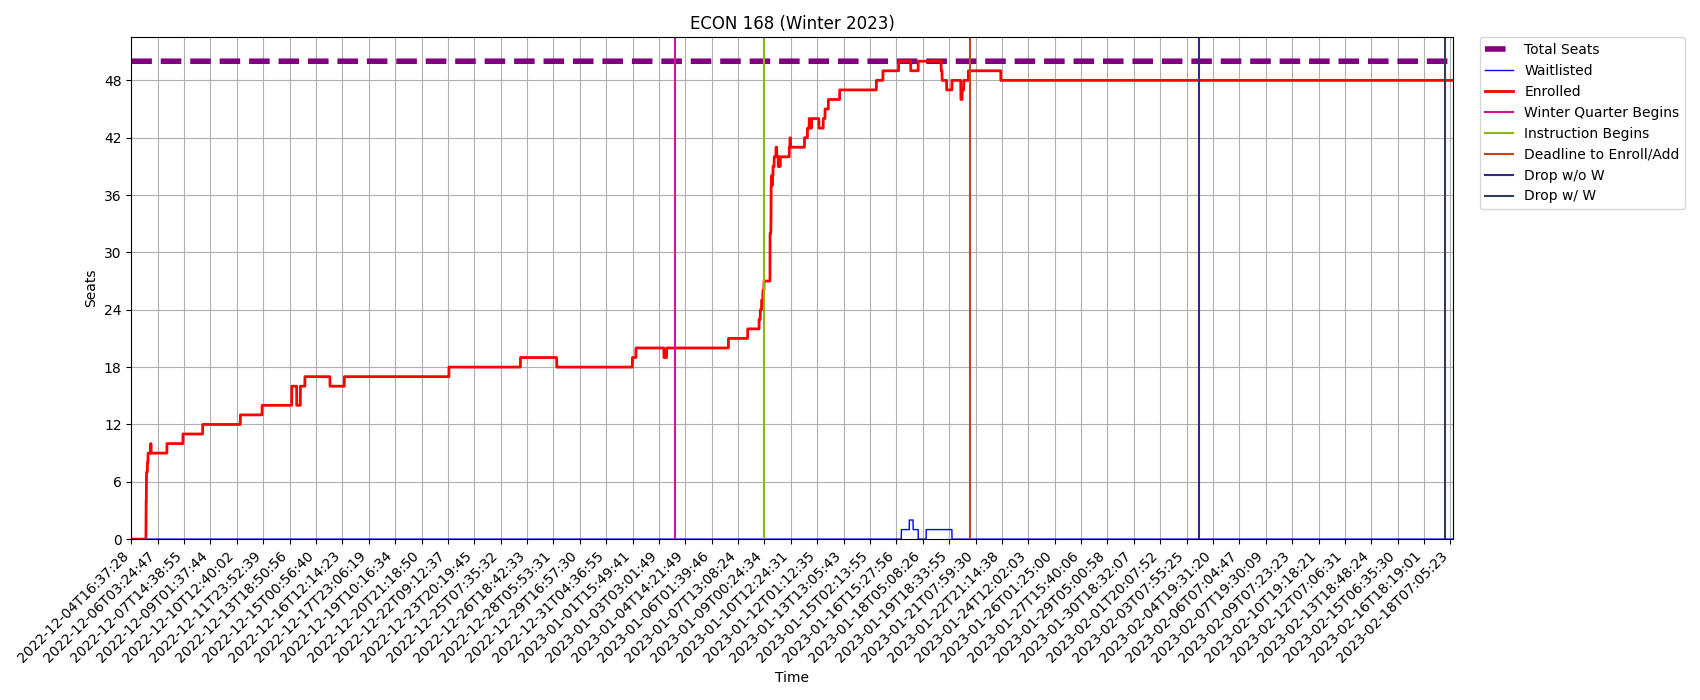 ECON 168 (Winter 2023)
Total Seats
Waitlisted
Enrolled
Winter Quarter Begins
Instruction Begins
Deadline to Enroll/Add
Drop w/o W
Drop w/ W
Seats
48
42
36
30
24
18
12
6
0
2022-12-04T16:37:28
2022-12-06T03:24:47
2022-12-07T14:38:55
2022-12-09T01:37:44
2022-12-10T12:40:02
2022-12-11T23:52:39
2022-12-13T18:50:56
2022-12-15T00:56:40
2022-12-16T12:14:23
2022-12-17T23:06:19
2022-12-19T10:16:34
2022-12-20T21:18:50
2022-12-22T09:12:37
2022-12-23T20:19:45
2022-12-25T07:35:32
2022-12-26T18:42:33
2022-12-28T05:53:31
2022-12-29T16:57:30
2022-12-31T04:36:55
2023-01-01T15:49:41
2023-01-03T03:01:49
2023-01-04T14:21:49
2023-01-06T01:39:46
2023-01-07T13:08:24
2023-01-09T00:24:34
2023-01-10T12:24:31
2023-01-12T01:12:35
2023-01-13T13:05:43
2023-01-15T02:13:55
2023-01-16T15:27:56
2023-01-18T05:08:26
2023-01-19T18:33:55
2023-01-21T07:59:30
2023-01-22T21:14:38
2023-01-24T12:02:03
2023-01-26T01:25:00
2023-01-27T15:40:06
2023-01-29T05:00:58
2023-01-30T18:32:07
2023-02-01T20:07:52
2023-02-03T07:55:25
2023-02-04T19:31:20
2023-02-06T07:04:47
2023-02-07T19:30:09
2023-02-09T07:23:23
2023-02-10T19:18:21
2023-02-12T07:06:31
2023-02-13T18:48:24
2023-02-15T06:35:30
2023-02-16T18:19:01
2023-02-18T07:05:23
Time